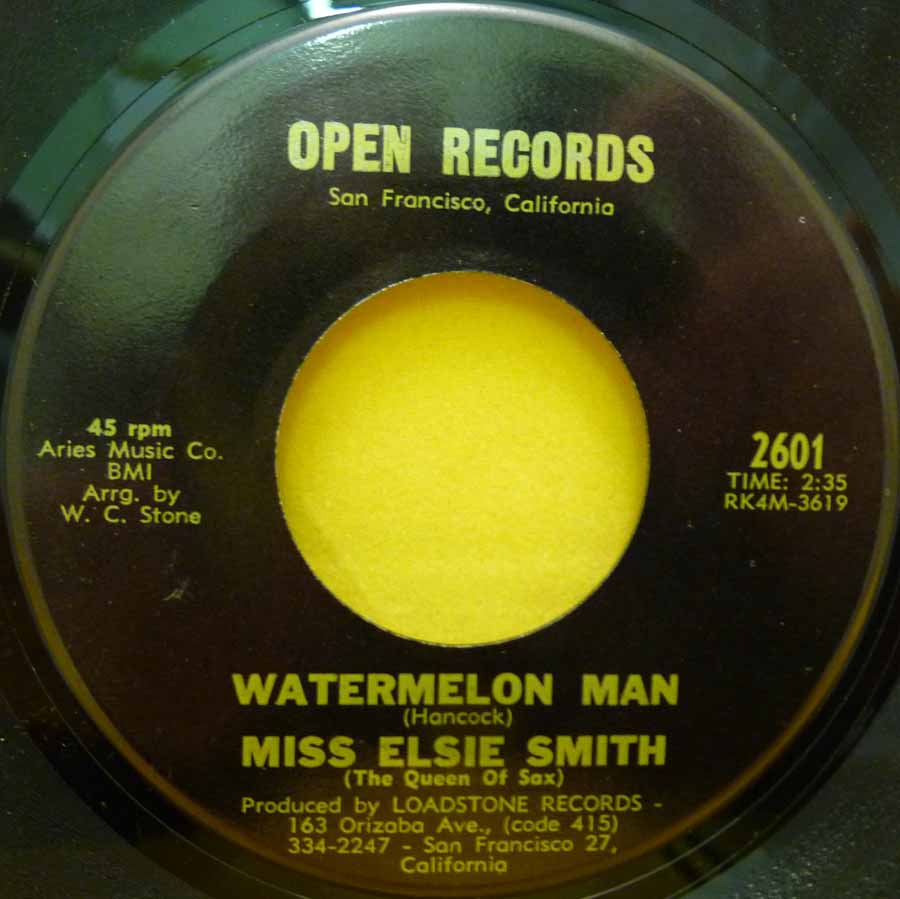 OPEN RECORDS
San Francisco, California
45 rpm
Aries Music Co.
BMI
Arrg. by
W. C. Stone
2601
TIME: 2:35
RK4M-3619
WATERMELON MAN
(Hancock)
MISS ELSIE SMITH
(The Queen Of Sax)
Produced by LOADSTONE RECORDS -
163 Orizaba Ave., (code 415)
334-2247 - San Francisco 27,
California